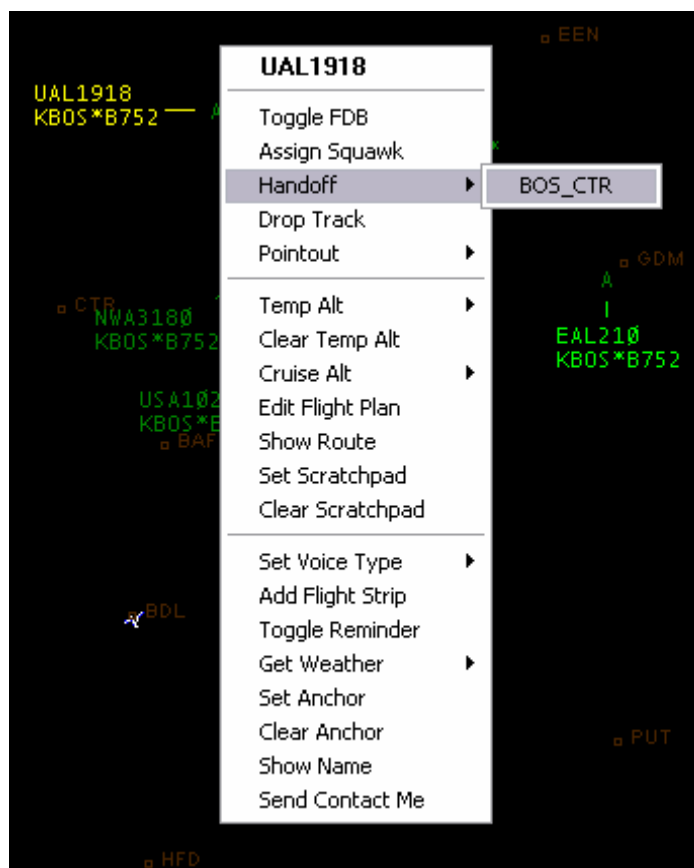 EEN
UAL1918
UAL1918
KBOS*B752
A
Toggle FDB
Assign Squawk
*
Handoff
BOS_CTR
Drop Track
Pointout
GDM
A
CTR
Temp Alt
NWA3180
KBOS*B752
Clear Temp Alt
EAL210
KBOS*B752
Cruise Alt
USA102
KBOS*B
Edit Flight Plan
BAF
Show Route
Set Scratchpad
Clear Scratchpad
Set Voice Type
Add Flight Strip
BDL
Toggle Reminder
Get Weather
Set Anchor
Clear Anchor
PUT
Show Name
Send Contact Me
HFD